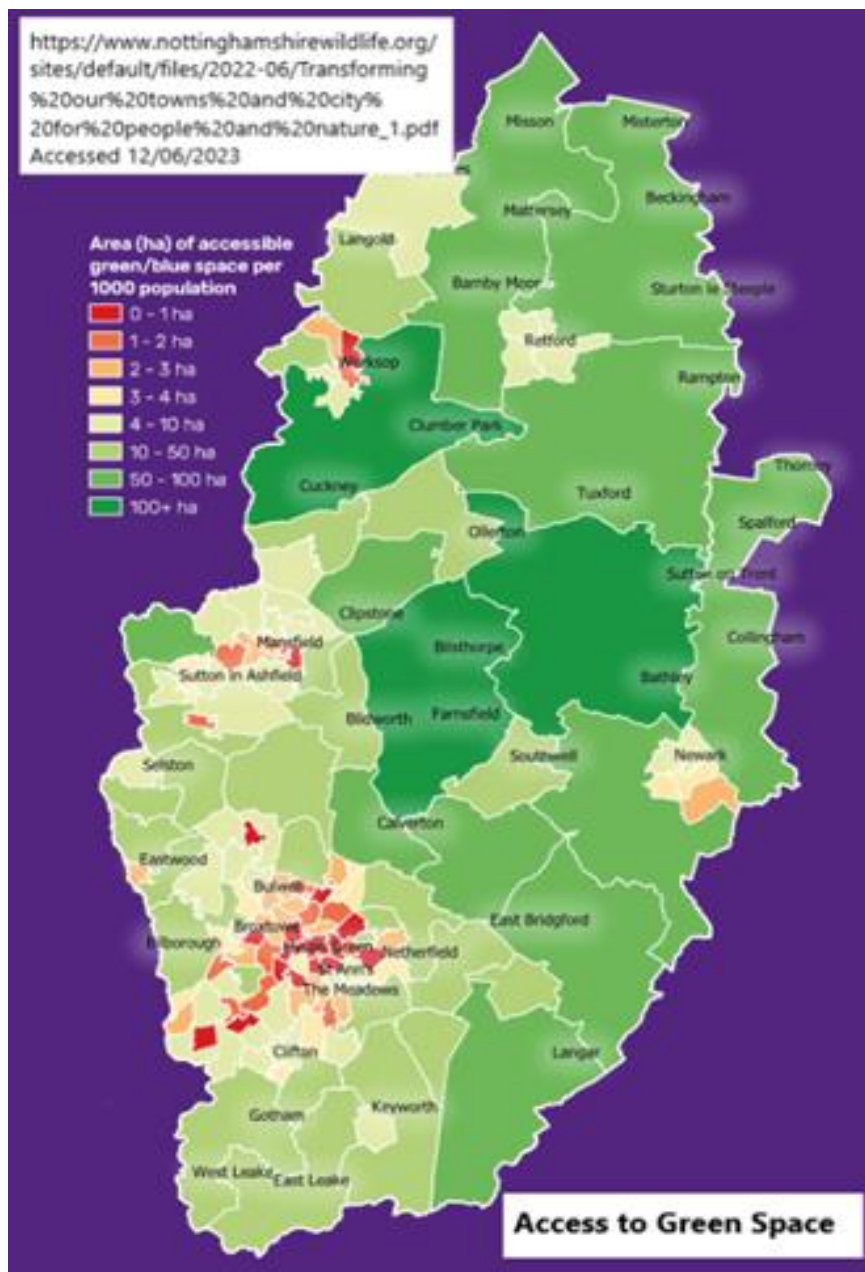 https://www.nottinghamshirewildlife.org/
sites/default/files/2022-06/Transforming
%20our%20towns%20and%20city%
20for%20people%20and%20nature_1.pdf
Accessed 12/06/2023
Misson
Misterton
Beckingham
Mattersey
Langold
Area (ha) of accessible
green/blue space per
1000 population
0 - 1 ha
1 - 2 ha
2 - 3 ha
3 - 4 ha
4 - 10 ha
10 - 50 ha
50 - 100 ha
100+ ha
Barnby Moor
Sturton le Steeple
Retford
Worksop
Rampton
Clumber Park
Cuckney
Tuxford
Thorney
Spalford
Ollerton
Sutton on Trent
Clipstone
Collingham
Mansfield
Bilsthorpe
Sutton in Ashfield
Bathley
Blidworth
Farnsfield
Selston
Southwell
Newark
Calverton
Eastwood
Bulwell
East Bridgford
Broxtowe
Bilborough
Hyson Green
Netherfield
St Ann's
The Meadows
Clifton
Langar
Gotham
Keyworth
West Leake
East Leake
Access to Green Space